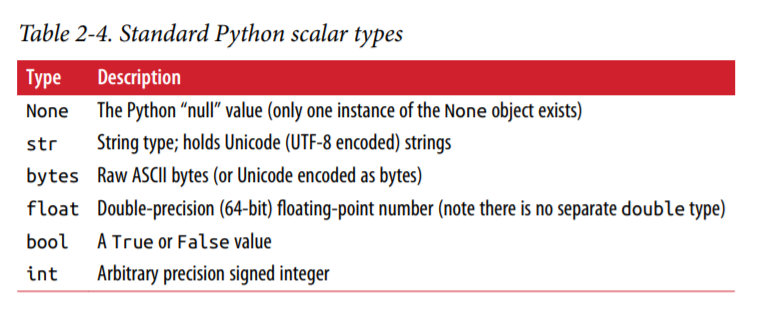 Table 2-4. Standard Python scalar types
Type Description
None The Python “null” value (only one instance of the None object exists)
str String type; holds Unicode (UTF-8 encoded) strings
bytes Raw ASCII bytes (or Unicode encoded as bytes)
float Double-precision (64-bit) floating-point number (note there is no separate double type)
bool A True or False value
int Arbitrary precision signed integer